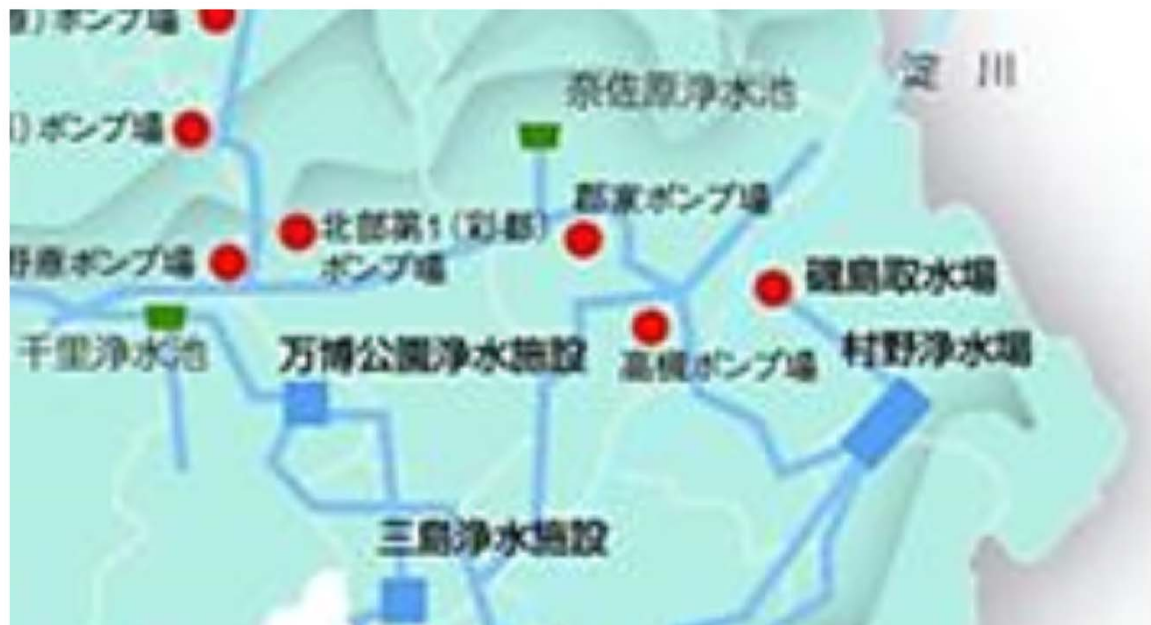 ポンプ場
淀川
奈佐原浄水池
ポンプ場
郡家ポンプ場
北部第1(彩都)
ポンプ場
野原ポンプ場
磯島取水場
千里浄水池
万博公園浄水施設
高槻ポンプ場
村野浄水場
三島浄水施設